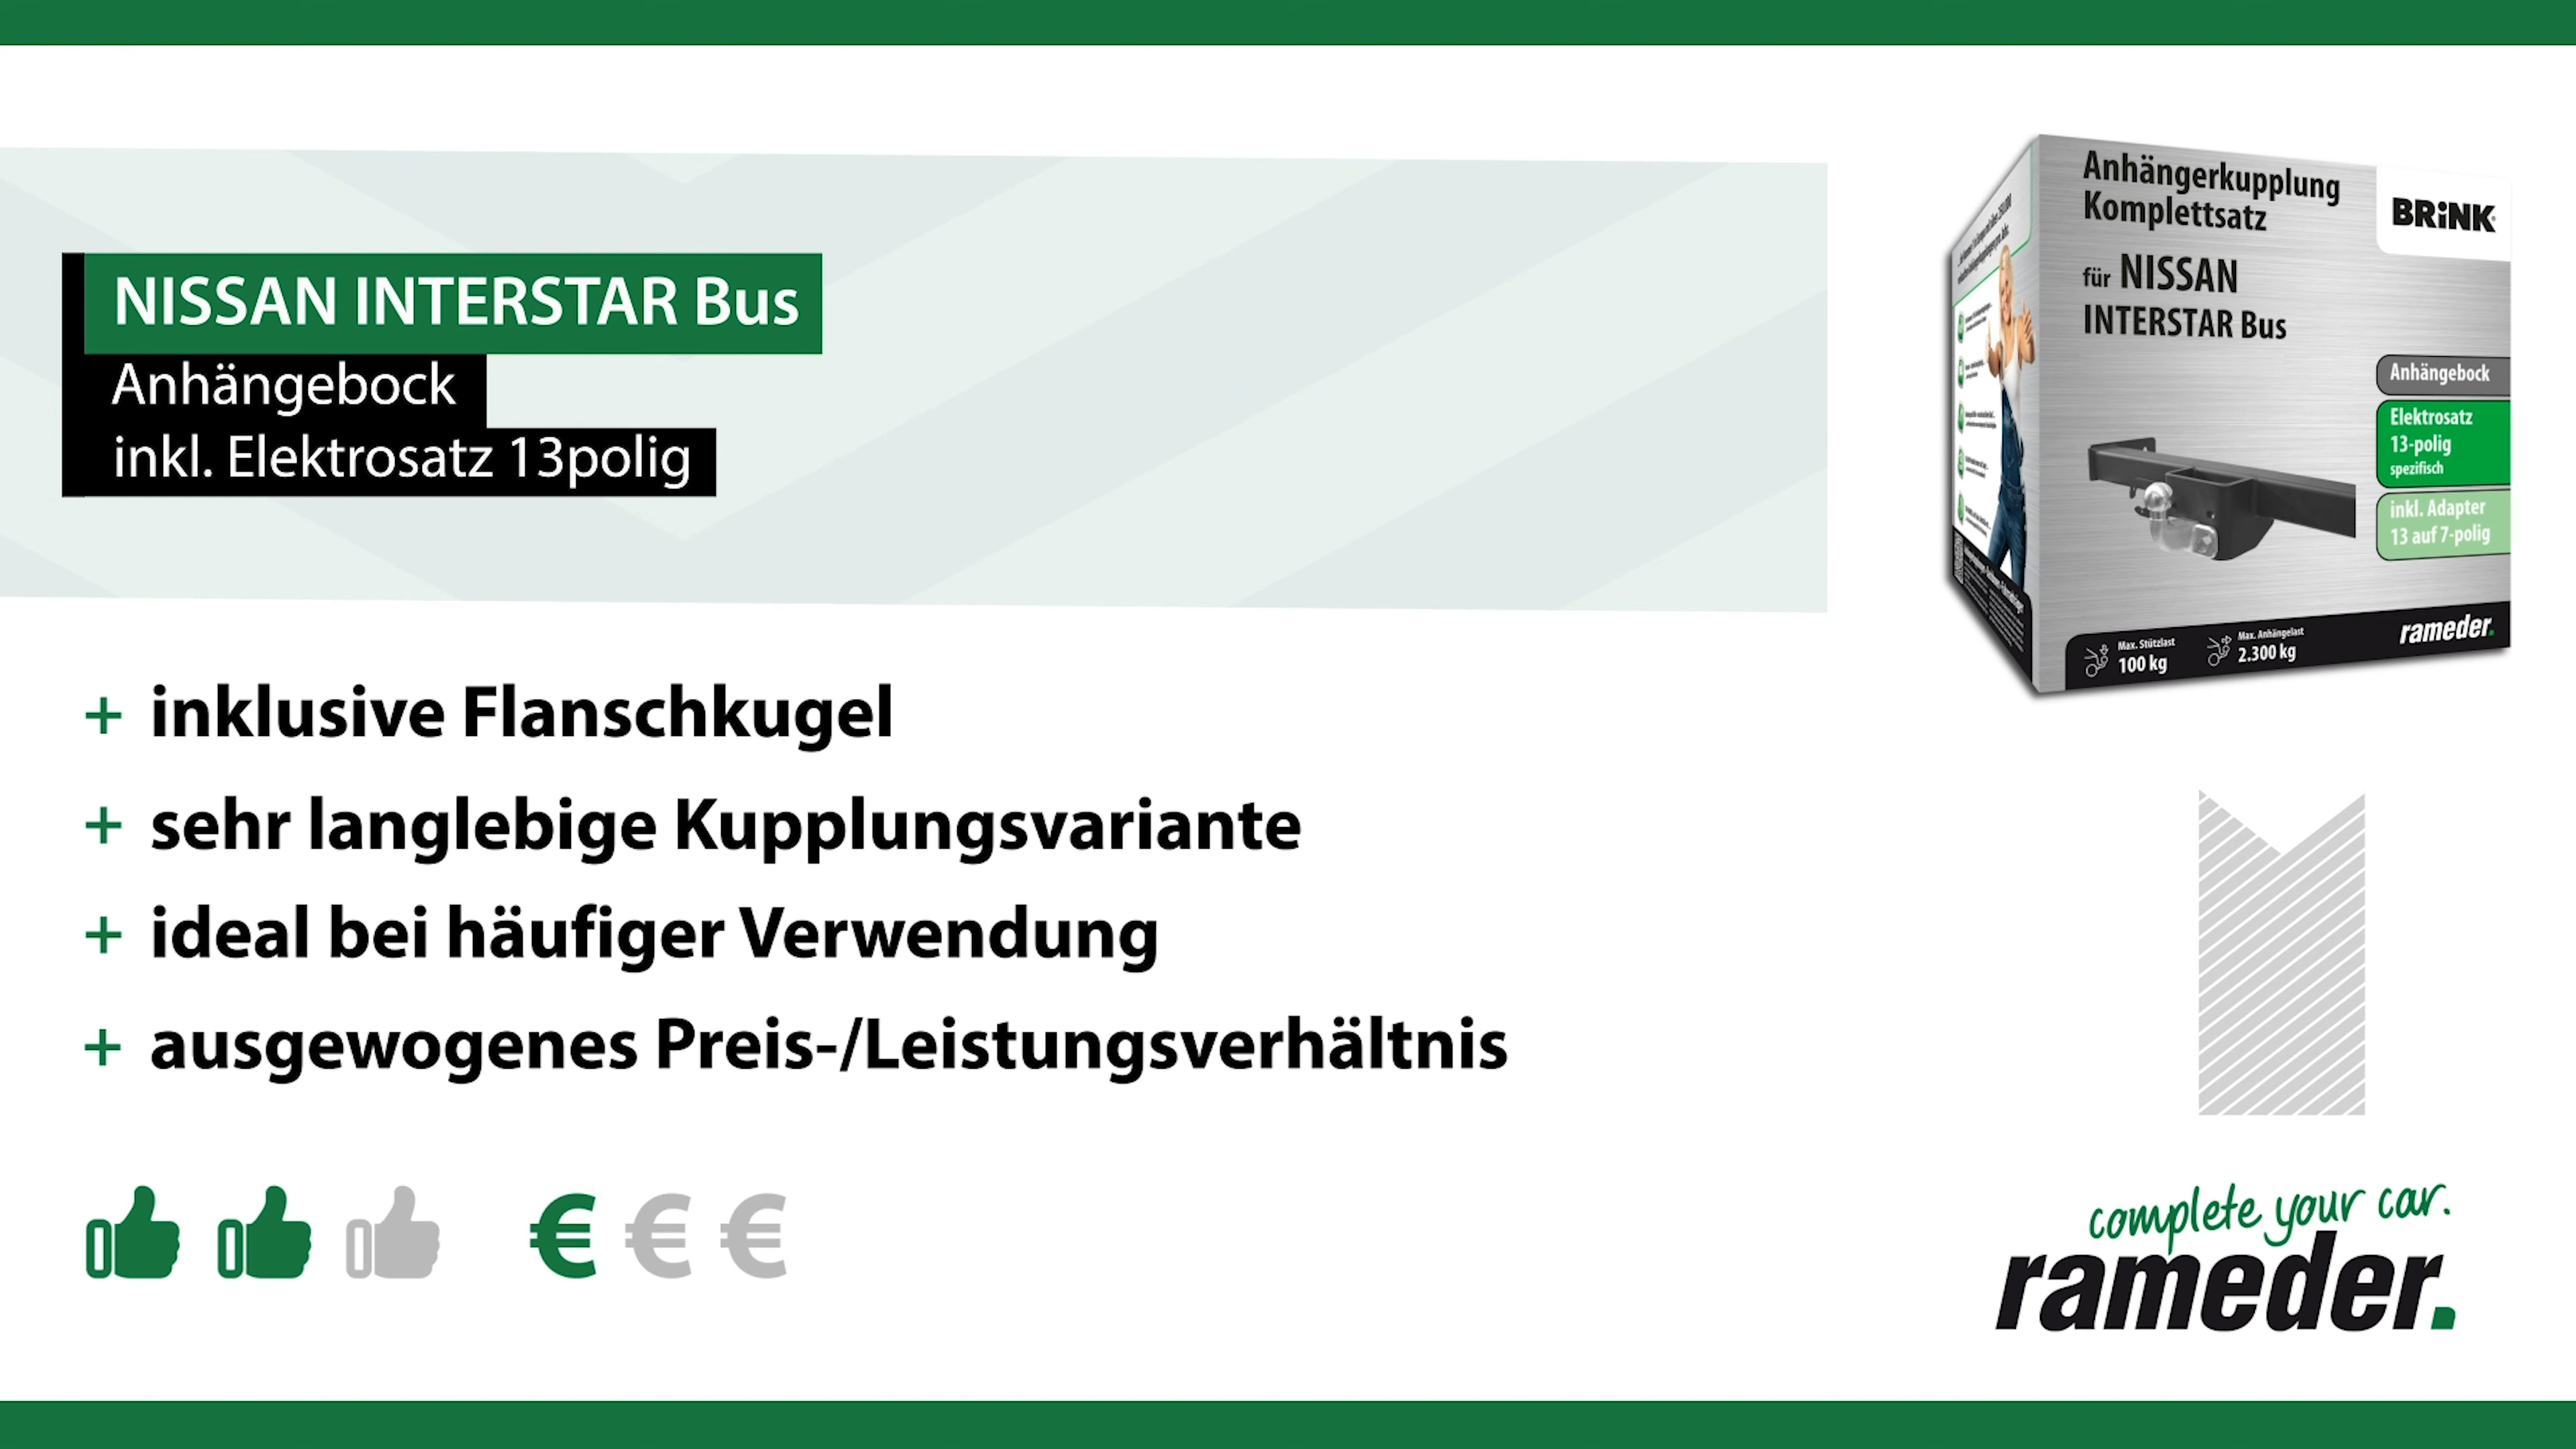 NISSAN INTERSTAR Bus
Anhängebock
inkl. Elektrosatz 13polig
+ inklusive Flanschkugel
+ sehr langlebige Kupplungsvariante
+ ideal bei häufiger Verwendung
+ ausgewogenes Preis-/Leistungsverhältnis
€ € €
Anhängerkupplung
Komplettsatz
BRiNK
für NISSAN
INTERSTAR Bus
Anhängebock
Elektrosatz
13-polig
spezifisch
inkl. Adapter
13 auf 7-polig
Max. Stützlast
100 kg
Max. Anhängelast
2.300 kg
rameder.
complete your car.
rameder.